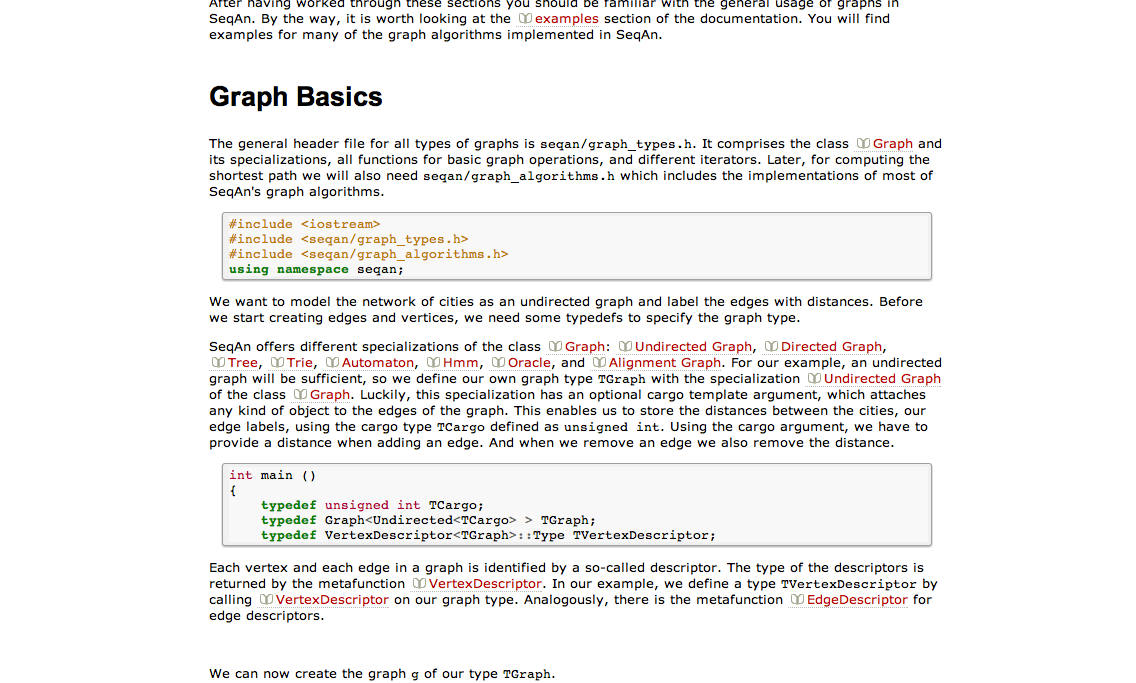 After having worked through these sections you should be familiar with the general usage of graphs in
SeqAn. By the way, it is worth looking at the examples section of the documentation. You will find
examples for many of the graph algorithms implemented in SeqAn.
Graph Basics
The general header file for all types of graphs is seqan/graph_types.h. It comprises the class Graph and
its specializations, all functions for basic graph operations, and different iterators. Later, for computing the
shortest path we will also need seqan/graph_algorithms.h which includes the implementations of most of
SeqAn's graph algorithms.
#include <iostream>
#include <seqan/graph_types.h>
#include <seqan/graph_algorithms.h>
using namespace seqan;
We want to model the network of cities as an undirected graph and label the edges with distances. Before
we start creating edges and vertices, we need some typedefs to specify the graph type.
SeqAn offers different specializations of the class Graph: Undirected Graph, Directed Graph,
Tree, Trie, Automaton, Hmm, Oracle, and Alignment Graph. For our example, an undirected
graph will be sufficient, so we define our own graph type TGraph with the specialization Undirected Graph
of the class Graph. Luckily, this specialization has an optional cargo template argument, which attaches
any kind of object to the edges of the graph. This enables us to store the distances between the cities, our
edge labels, using the cargo type TCargo defined as unsigned int. Using the cargo argument, we have to
provide a distance when adding an edge. And when we remove an edge we also remove the distance.
int main ()
{
    typedef unsigned int TCargo;
    typedef Graph<Undirected<TCargo> > TGraph;
    typedef VertexDescriptor<TGraph>::Type TVertexDescriptor;
Each vertex and each edge in a graph is identified by a so-called descriptor. The type of the descriptors is
returned by the metafunction VertexDescriptor. In our example, we define a type TVertexDescriptor by
calling VertexDescriptor on our graph type. Analogously, there is the metafunction EdgeDescriptor for
edge descriptors.
We can now create the graph g of our type TGraph.